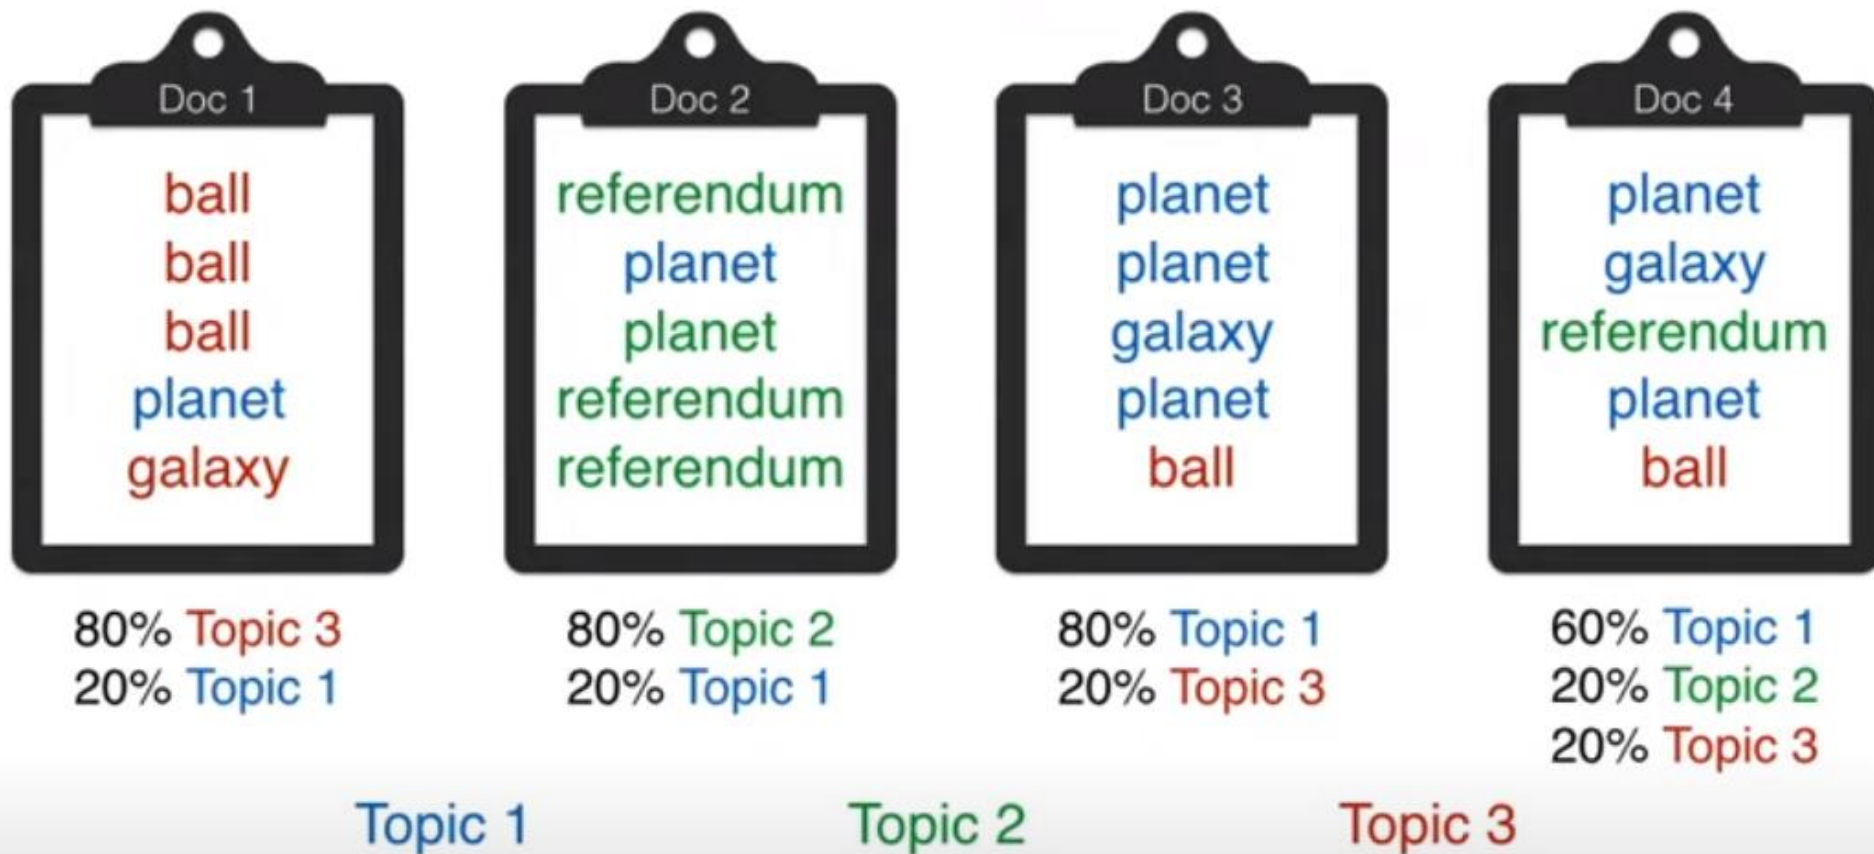 Doc 1
ball
ball
ball
planet
galaxy
80% Topic 3
20% Topic 1
Doc 2
referendum
planet
planet
referendum
referendum
80% Topic 2
20% Topic 1
Doc 3
planet
planet
galaxy
planet
ball
80% Topic 1
20% Topic 3
Doc 4
planet
galaxy
referendum
planet
ball
60% Topic 1
20% Topic 2
20% Topic 3
Topic 1
Topic 2
Topic 3